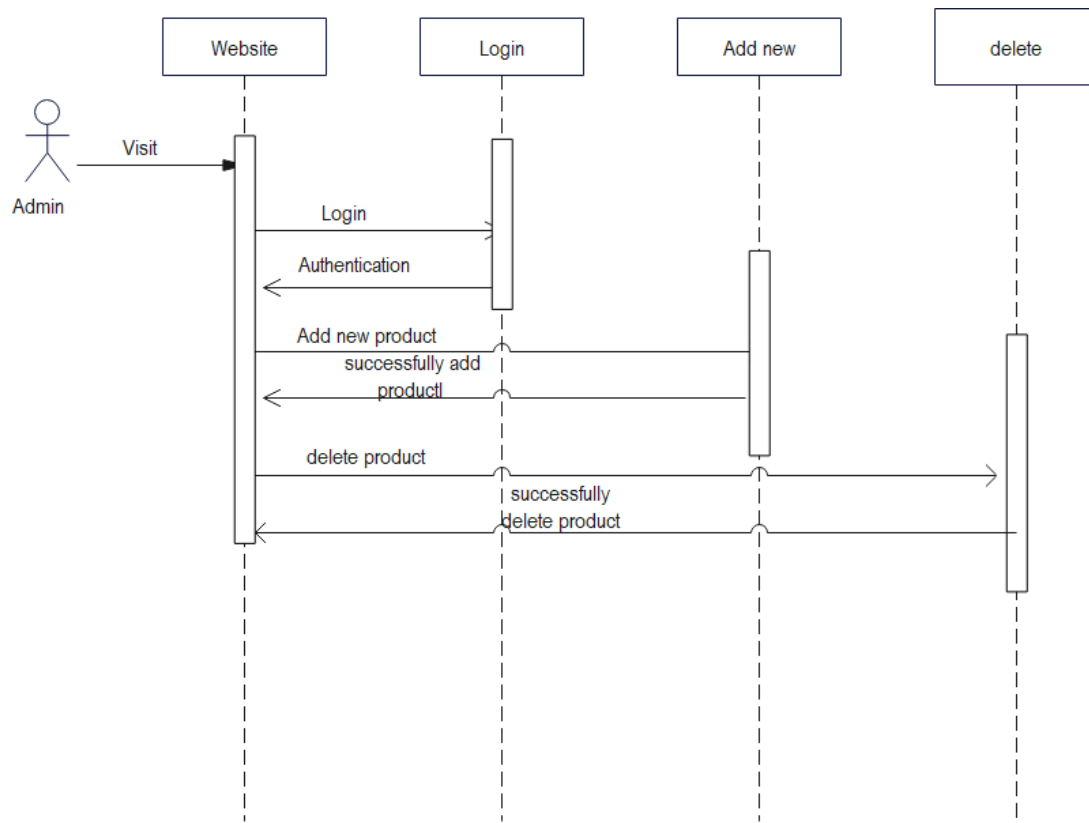 Website
Login
Add new
delete
Visit
Admin
Login
Authentication
Add new product
successfully add
productl
delete product
successfully
delete product